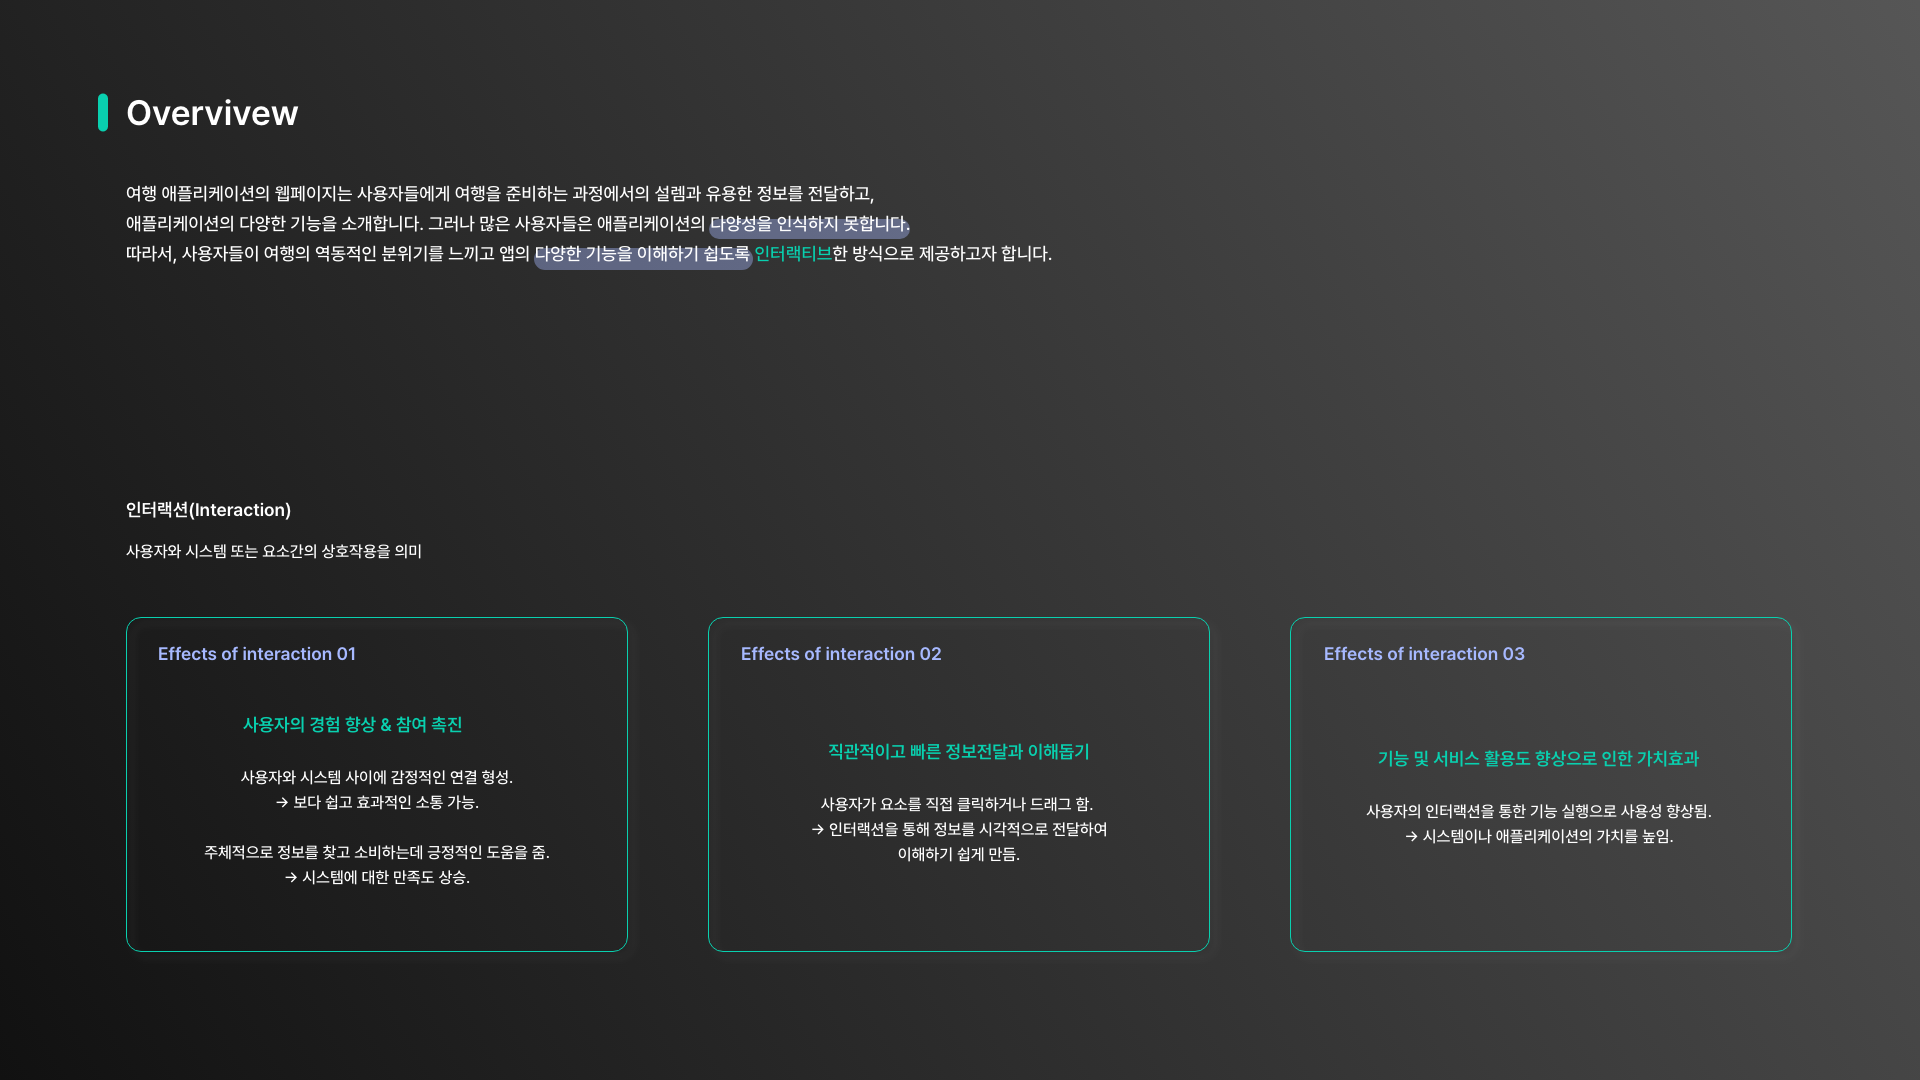 Overvivew
여행 애플리케이션의 웹페이지는 사용자들에게 여행을 준비하는 과정에서의 설렘과 유용한 정보를 전달하고,
애플리케이션의 다양한 기능을 소개합니다. 그러나 많은 사용자들은 애플리케이션의 다양성을 인식하지 못합니다.
따라서, 사용자들이 여행의 역동적인 분위기를 느끼고 앱의 다양한 기능을 이해하기 쉽도록 인터랙티브한 방식으로 제공하고자 합니다.
인터랙션(Interaction)
사용자와 시스템 또는 요소간의 상호작용을 의미
Effects of interaction 01
사용자의 경험 향상 & 참여 촉진
사용자와 시스템 사이에 감정적인 연결 형성.
→ 보다 쉽고 효과적인 소통 가능.
주체적으로 정보를 찾고 소비하는데 긍정적인 도움을 줌.
→ 시스템에 대한 만족도 상승.
Effects of interaction 02
직관적이고 빠른 정보전달과 이해돕기
사용자가 요소를 직접 클릭하거나 드래그 함.
→ 인터랙션을 통해 정보를 시각적으로 전달하여
이해하기 쉽게 만듬.
Effects of interaction 03
기능 및 서비스 활용도 향상으로 인한 가치효과
사용자의 인터랙션을 통한 기능 실행으로 사용성 향상됨.
→ 시스템이나 애플리케이션의 가치를 높임.